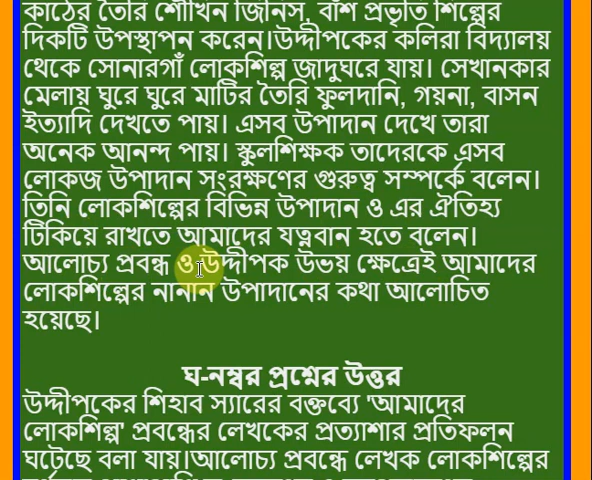 কাঠের তৈরি শৌখিন জিনিস, বাঁশ প্রভৃতি শিল্পের
দিকটি উপস্থাপন করেন।উদ্দীপকের কলিরা বিদ্যালয়
থেকে সোনারগাঁ লোকশিল্প জাদুঘরে যায়। সেখানকার
মেলায় ঘুরে ঘুরে মাটির তৈরি ফুলদানি, গয়না, বাসন
ইত্যাদি দেখতে পায়। এসব উপাদান দেখে তারা
অনেক আনন্দ পায়। স্কুলশিক্ষক তাদেরকে এসব
লোকজ উপাদান সংরক্ষণের গুরুত্ব সম্পর্কে বলেন।
তিনি লোকশিল্পের বিভিন্ন উপাদান ও এর ঐতিহ্য
টিকিয়ে রাখতে আমাদের যত্নবান হতে বলেন।
আলোচ্য প্রবন্ধ ও উদ্দীপক উভয় ক্ষেত্রেই আমাদের
লোকশিল্পের নানান উপাদানের কথা আলোচিত
হয়েছে।
ঘ-নম্বর প্রশ্নের উত্তর
উদ্দীপকের শিহাব স্যারের বক্তব্যে 'আমাদের
লোকশিল্প' প্রবন্ধের লেখকের প্রত্যাশার প্রতিফলন
ঘটেছে বলা যায়।আলোচ্য প্রবন্ধে লেখক লোকশিল্পের